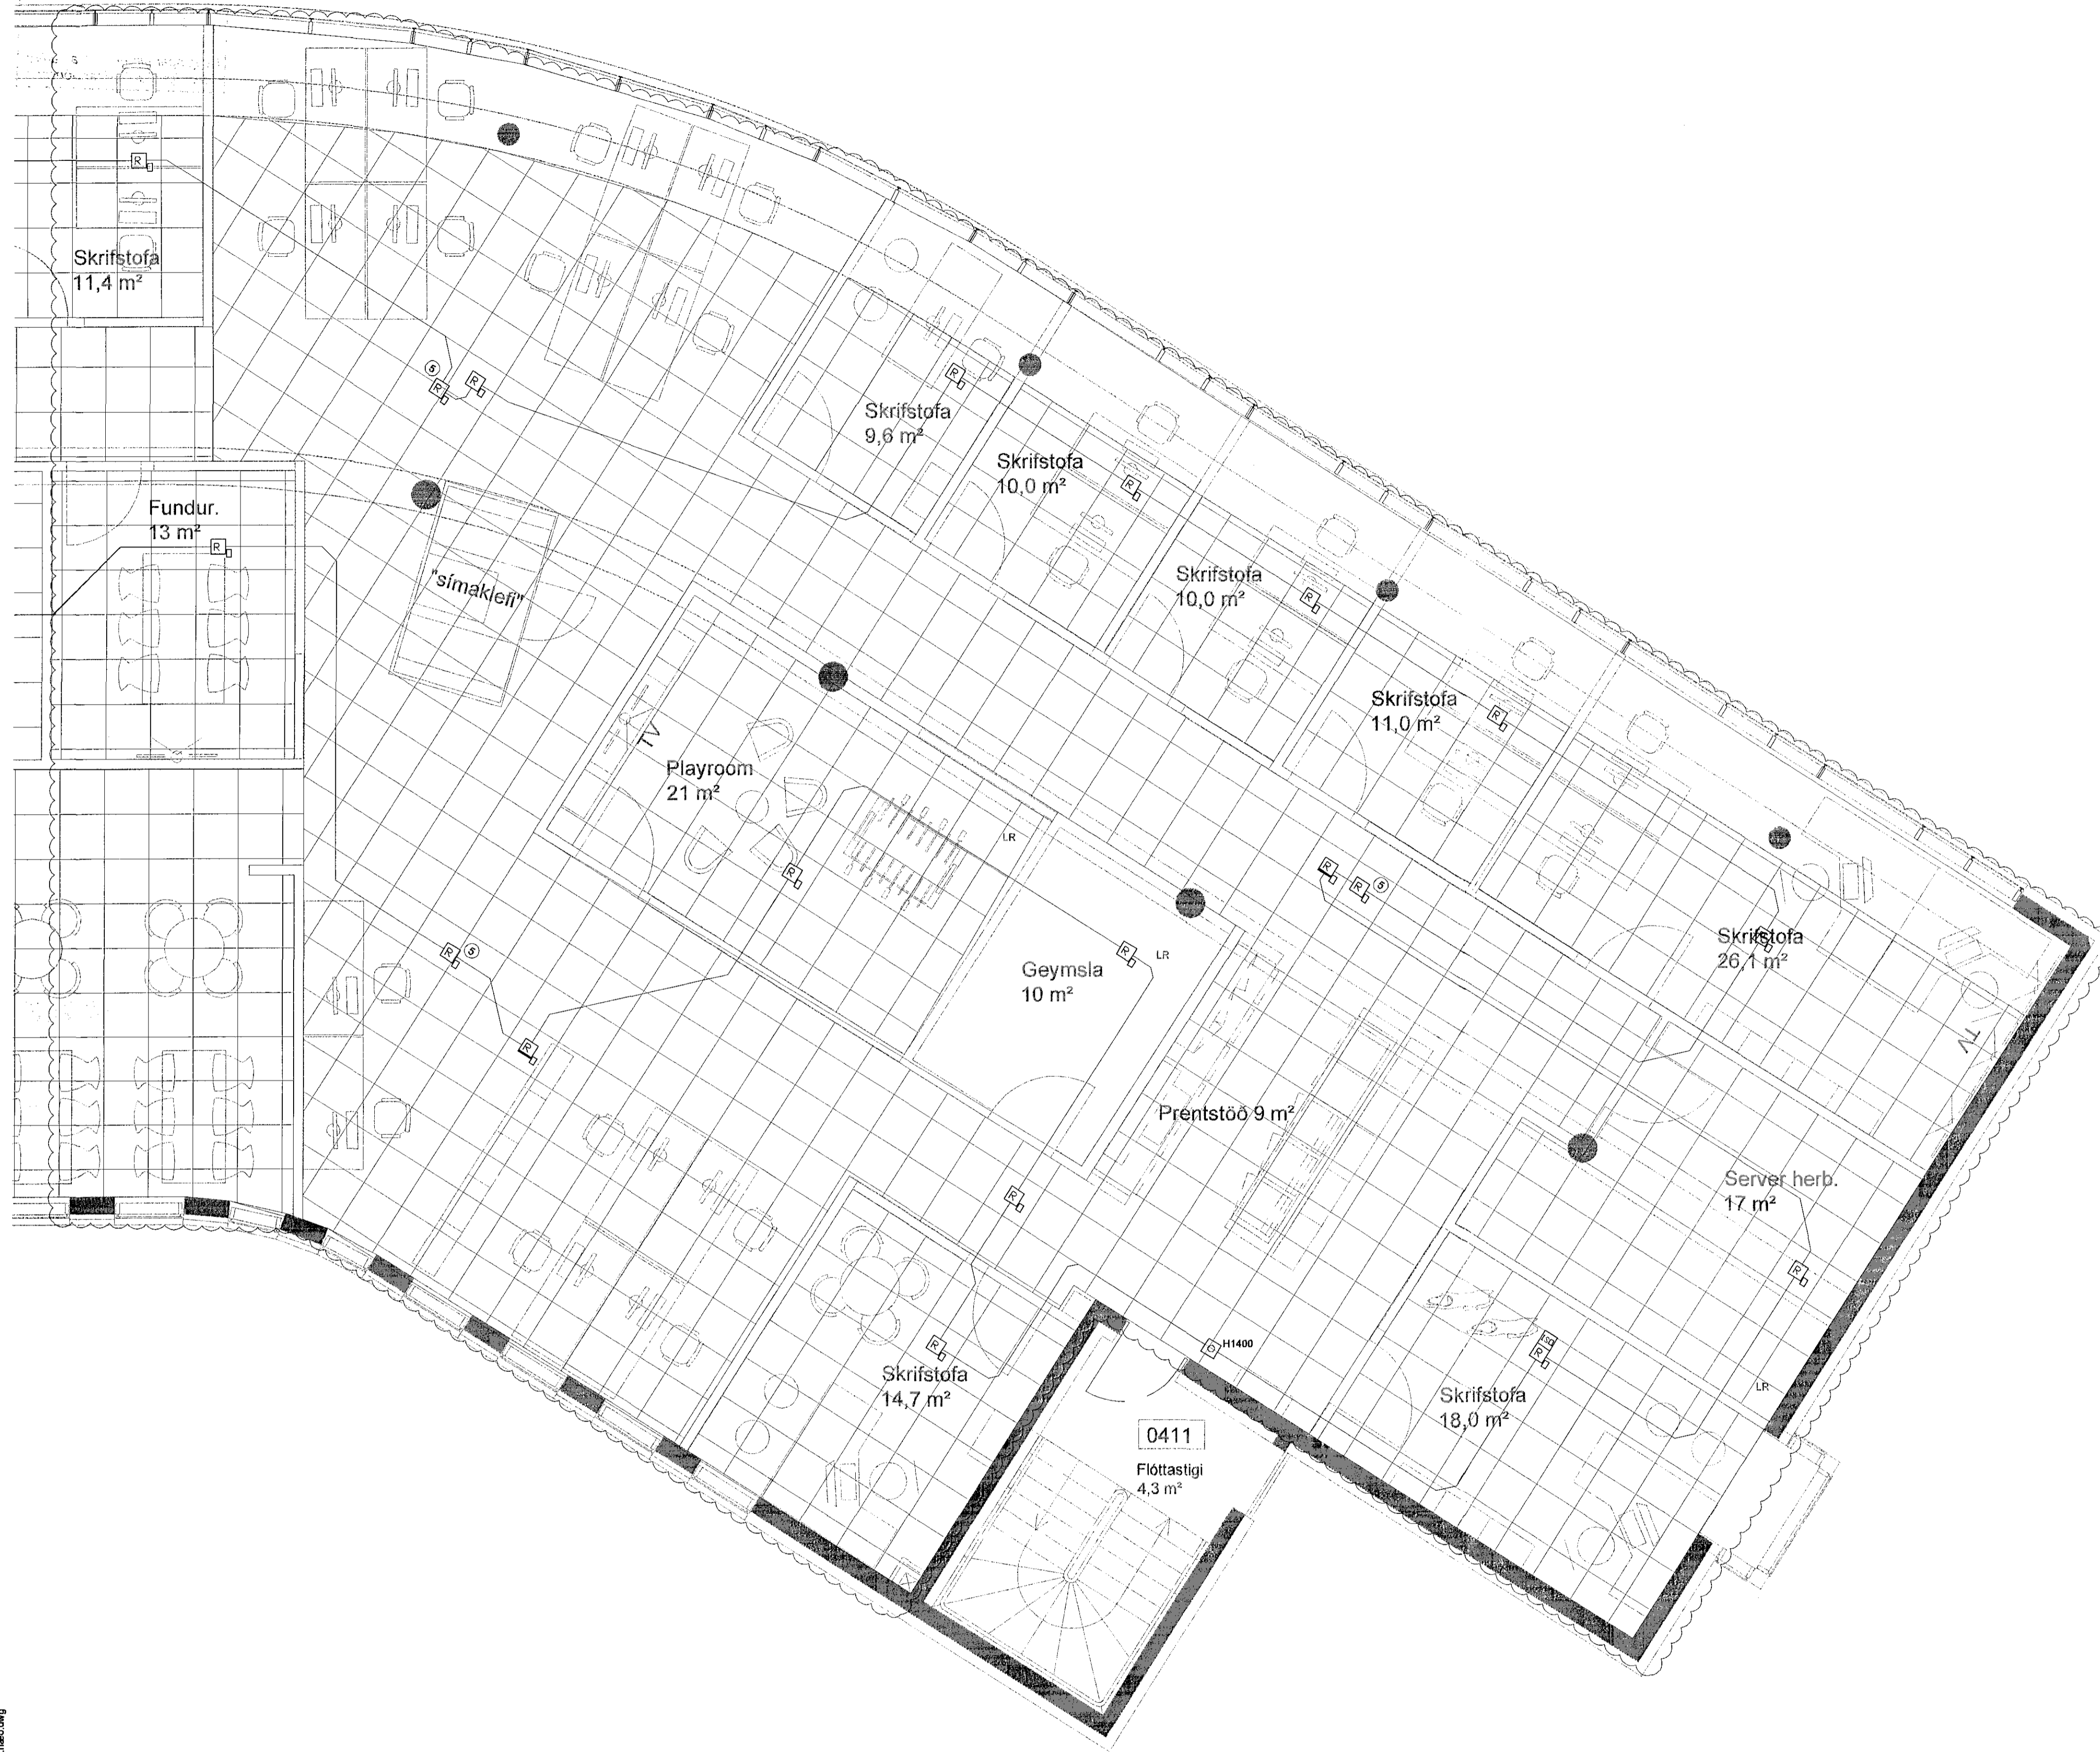 Skrifstofa
11,4 m²
R
5
R
R
Skrifstofa
9,6 m²
R
Skrifstofa
10,0 m²
R
Fundur.
13 m²
R
"símaklefi"
Skrifstofa
10,0 m²
R
Skrifstofa
11,0 m²
R
TV
Playroom
21 m²
R
LR
R
R
5
Skrifstofa
26,1 m²
TV
R
5
R
Geymsla
10 m²
R
LR
Prentstöð 9 m²
Server herb.
17 m²
R
LR
R
Skrifstofa
14,7 m²
R
H1400
0411
Flóttastigi
4,3 m²
Skrifstofa
18,0 m²
R